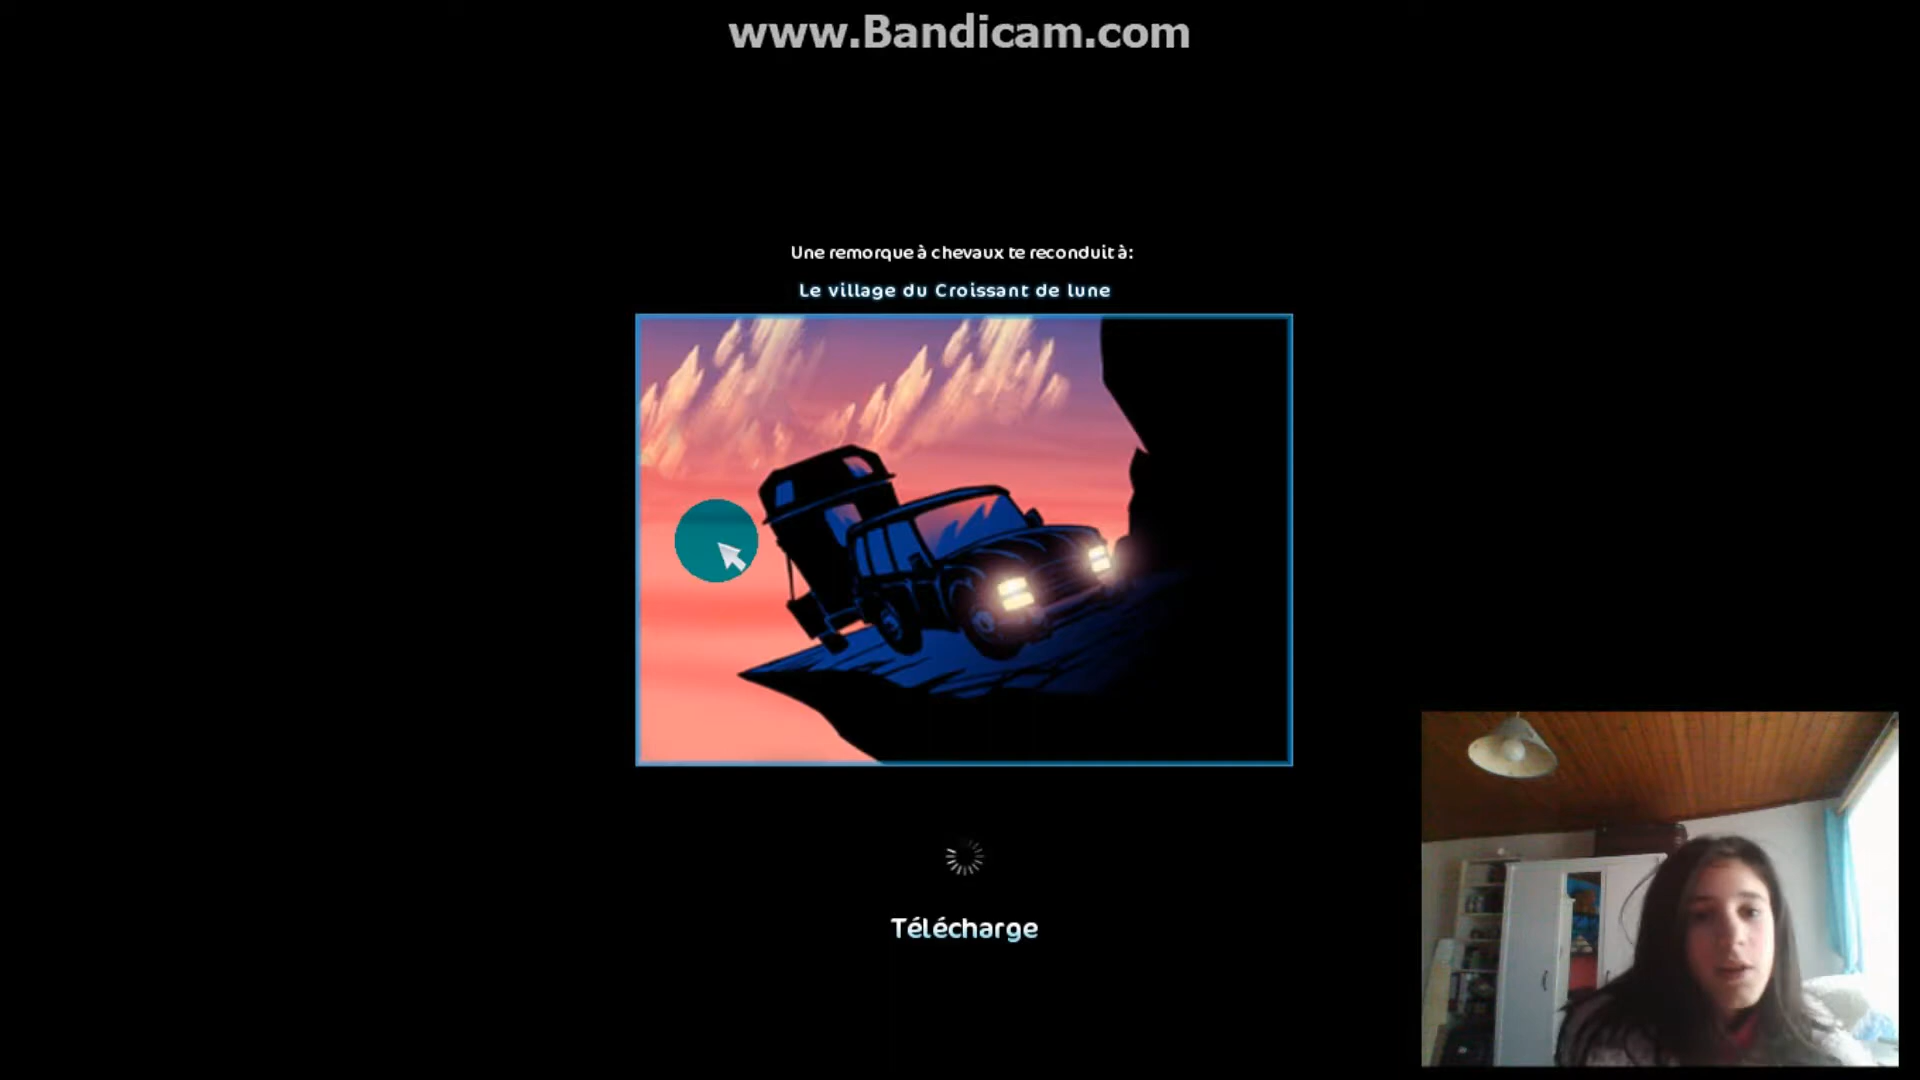 www.Bandicam.com
Une remorque à chevaux te reconduit à:
Le village du Croissant de lune
Télécharge